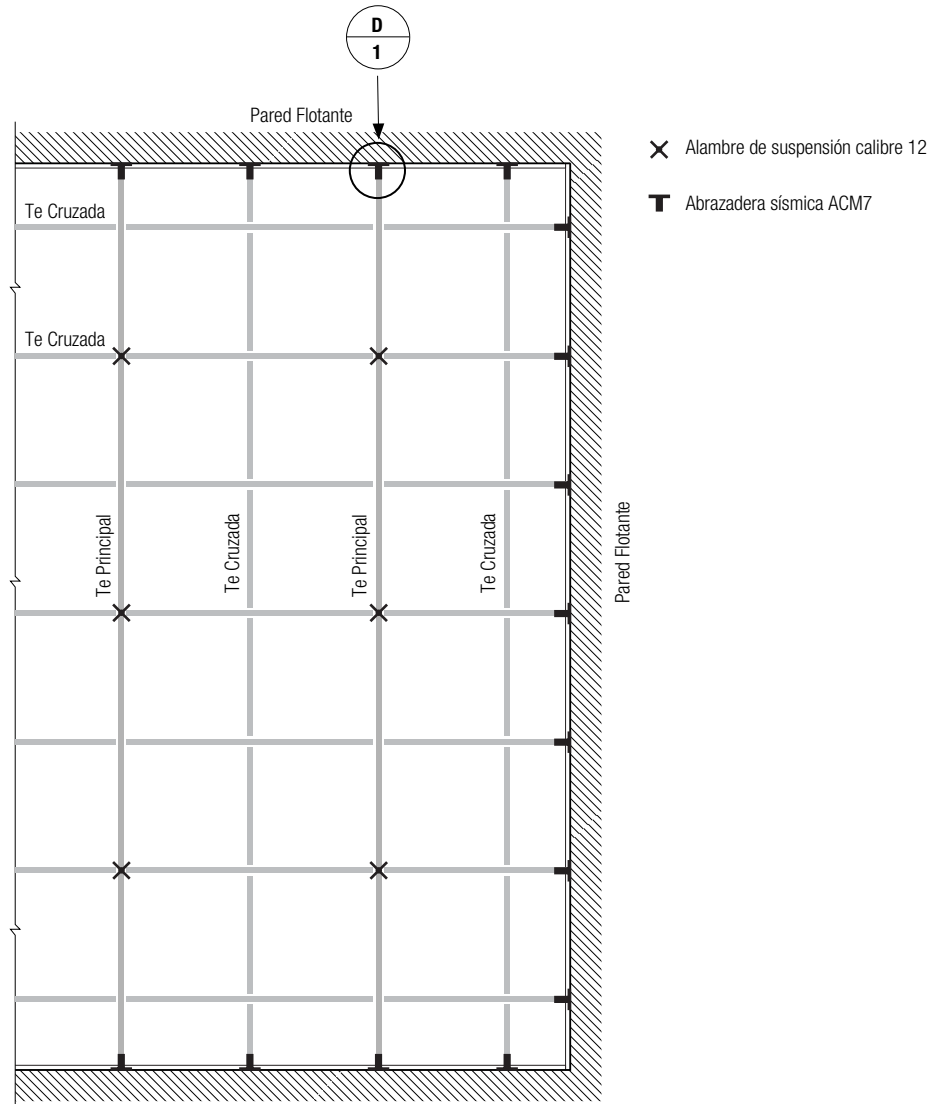 D
1
Pared Flotante
Alambre de suspensión calibre 12
Abrazadera sísmica ACM7
Te Cruzada
Te Cruzada
Te Principal
Te Cruzada
Te Principal
Te Cruzada
Pared Flotante